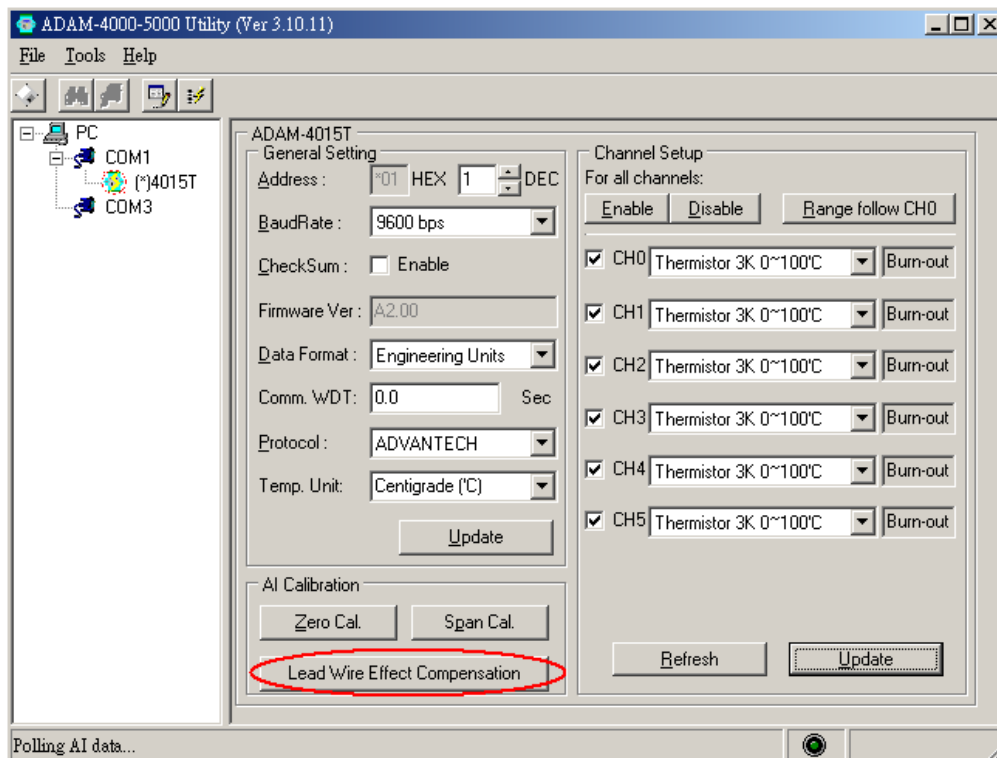 ADAM-4000-5000 Utility (Ver 3.10.11)
File Tools Help
PC
COM1
(*)4015T
COM3
ADAM-4015T
General Setting
Address : *01 HEX 1 DEC
BaudRate : 9600 bps
CheckSum : Enable
Firmware Ver : A2.00
Data Format : Engineering Units
Comm. WDT: 0.0 Sec
Protocol : ADVANTECH
Temp. Unit: Centigrade ('C)
Update
AI Calibration
Zero Cal. Span Cal.
Lead Wire Effect Compensation
Channel Setup
For all channels:
Enable Disable Range follow CH0
CH0 Thermistor 3K 0~100'C Burn-out
CH1 Thermistor 3K 0~100'C Burn-out
CH2 Thermistor 3K 0~100'C Burn-out
CH3 Thermistor 3K 0~100'C Burn-out
CH4 Thermistor 3K 0~100'C Burn-out
CH5 Thermistor 3K 0~100'C Burn-out
Refresh Update
Polling AI data...